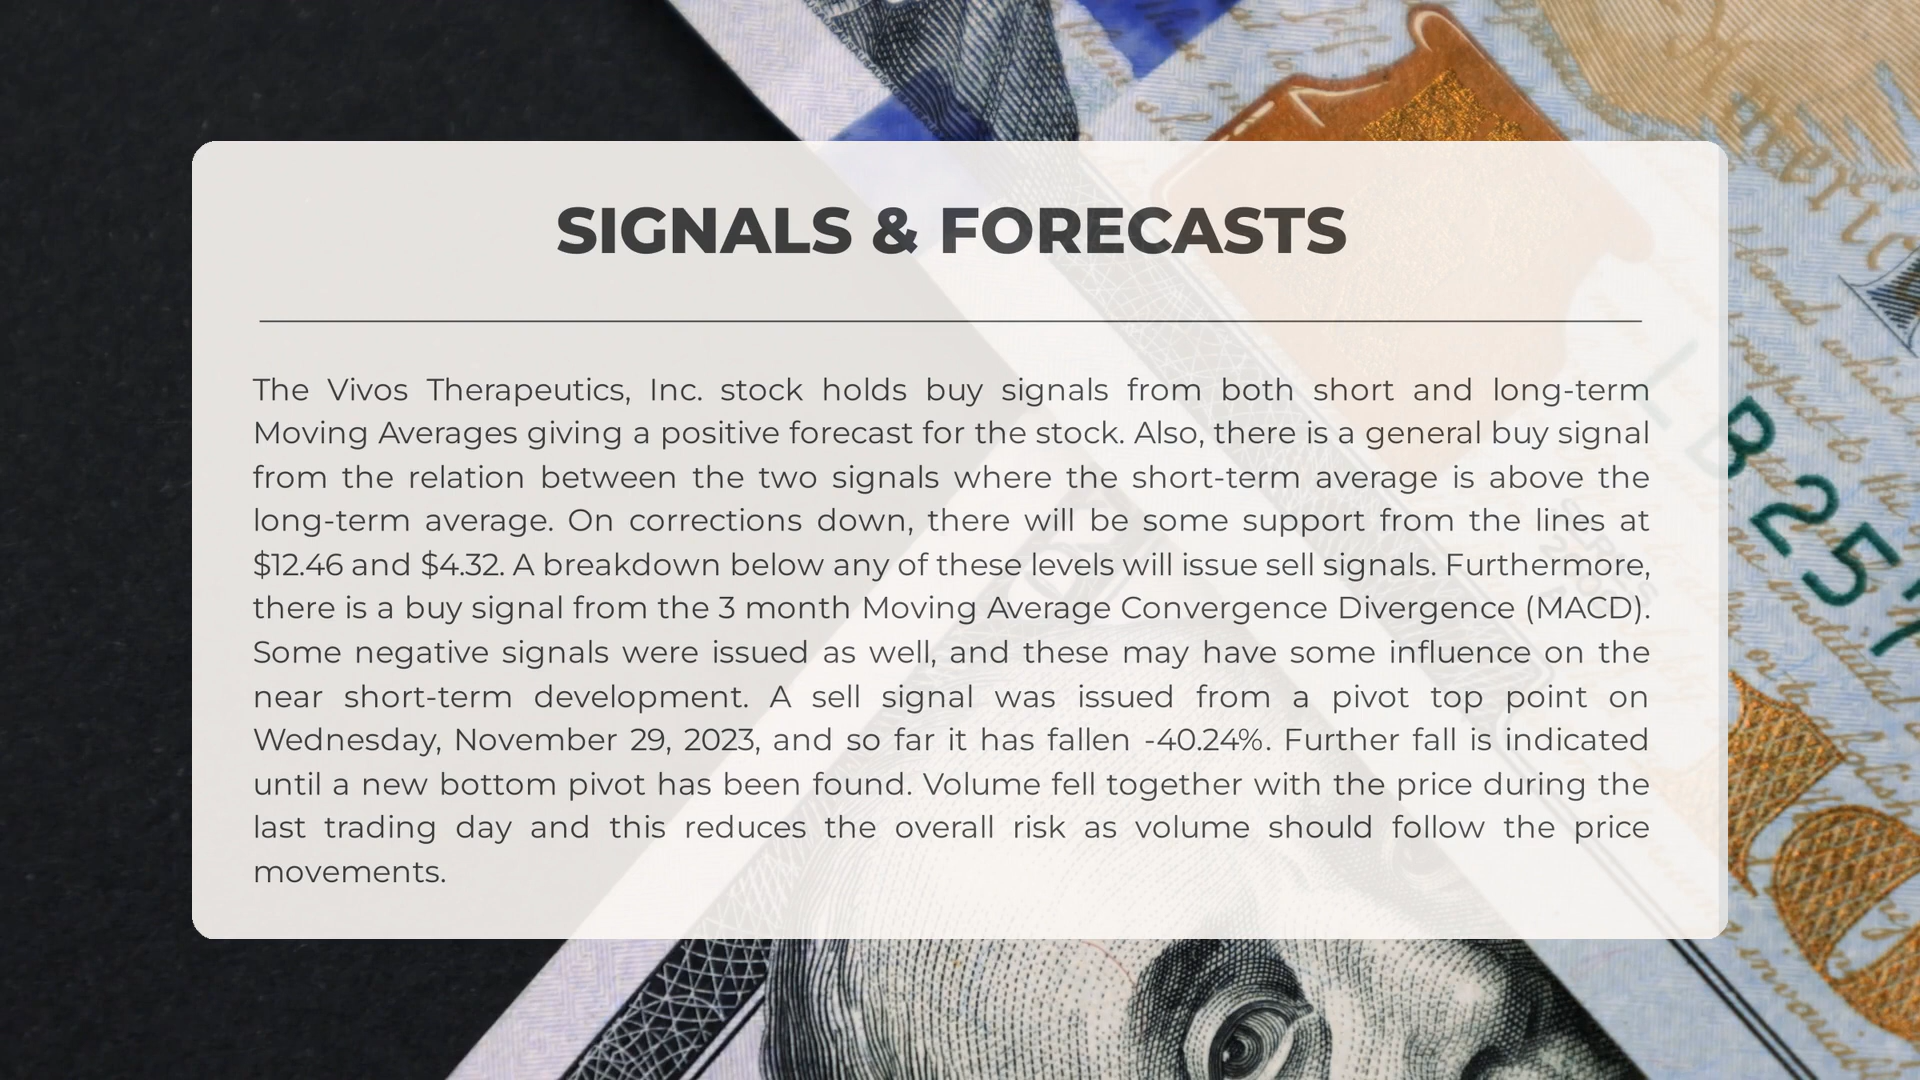 SIGNALS & FORECASTS
The Vivos Therapeutics, Inc. stock holds buy signals from both short and long-term
Moving Averages giving a positive forecast for the stock. Also, there is a general buy signal
from the relation between the two signals where the short-term average is above the
long-term average. On corrections down, there will be some support from the lines at
$12.46 and $4.32. A breakdown below any of these levels will issue sell signals. Furthermore,
there is a buy signal from the 3 month Moving Average Convergence Divergence (MACD).
Some negative signals were issued as well, and these may have some influence on the
near short-term development. A sell signal was issued from a pivot top point on
Wednesday, November 29, 2023, and so far it has fallen -40.24%. Further fall is indicated
until a new bottom pivot has been found. Volume fell together with the price during the
last trading day and this reduces the overall risk as volume should follow the price
movements.